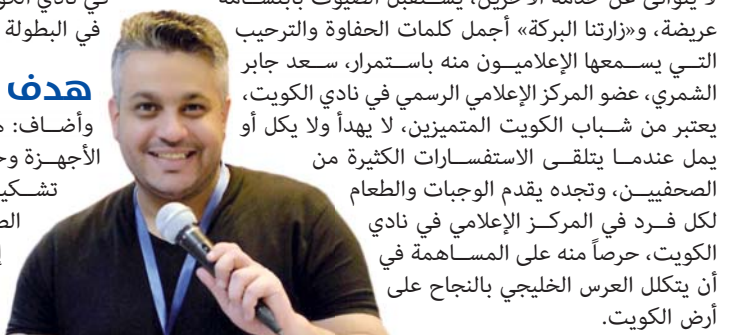 لا يتوانى عن خدمة الآخرين، يستقبل الضيوف بابتسامة
عريضة، و«زارتنا البركة» أجمل كلمات الحفاوة والترحيب
التي يسمعها الإعلاميون منه باستمرار، سعد جابر
الشمري، عضو المركز الإعلامي الرسمي في نادي الكويت،
يعتبر من شباب الكويت المتميزين، لا يهدأ ولا يكل أو
يمل عندما يتلقى الاستفسارات الكثيرة من
الصحفيين، وتجده يقدم الوجبات والطعام
لكل فرد في المركز الإعلامي في نادي
الكويت، حرصاً منه على المساهمة في
أن يتكلل العرس الخليجي بالنجاح على
أرض الكويت.
في نادي
في البطولة
هدف
وأضاف:
الأجهزة